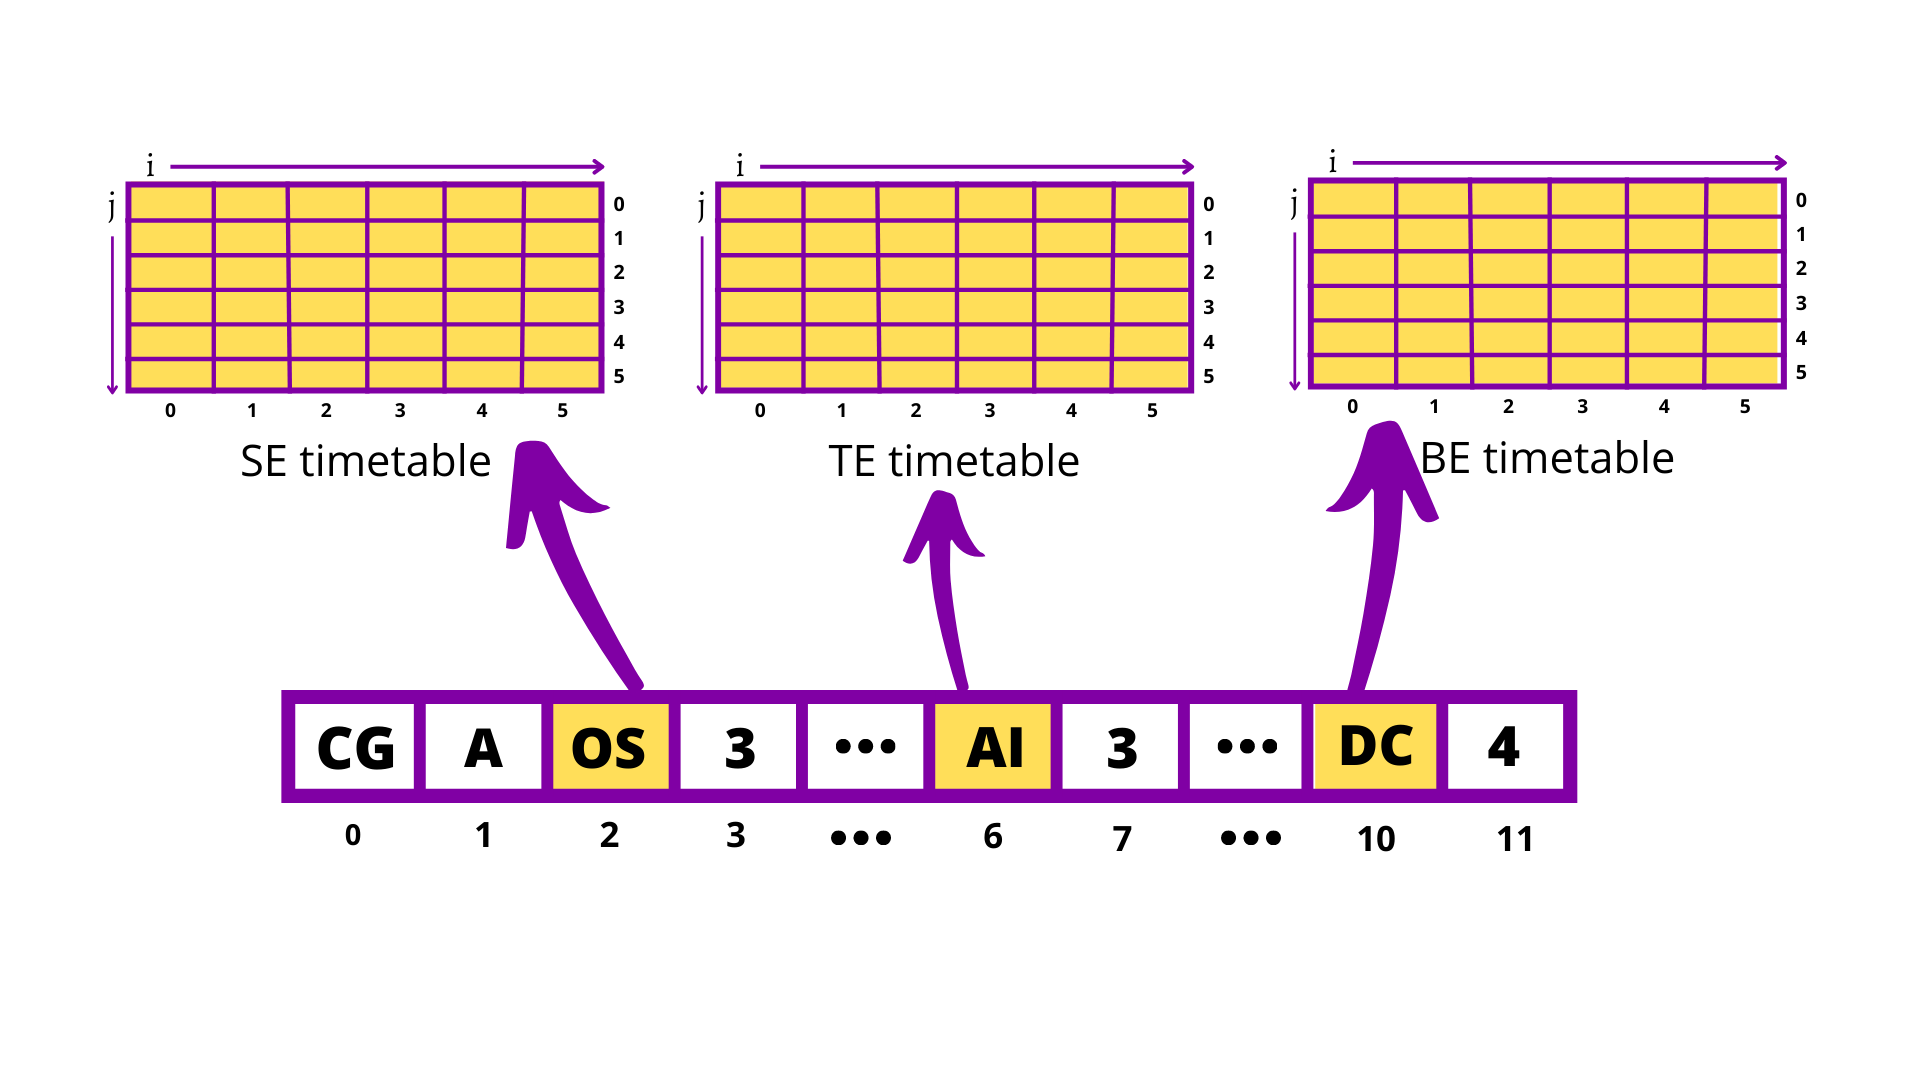 i i i
j j j
0 0 0
1 1 1
2 2 2
3 3 3
4 4 4
5 5 5
0 1 2 3 4 5 0 1 2 3 4 5 0 1 2 3 4 5
SE timetable TE timetable BE timetable
CG A OS 3 ••• AI 3 ••• DC 4
0 1 2 3 ••• 6 7 ••• 10 11